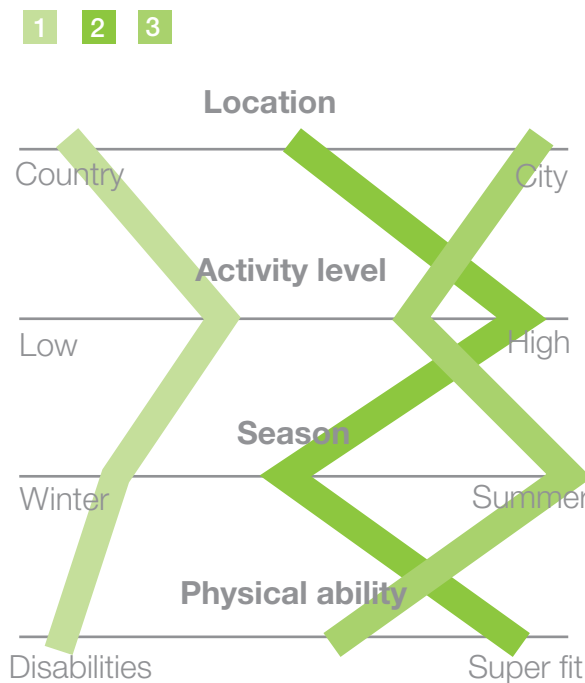 1 2 3
Location
Country City
Activity level
Low High
Season
Winter Summer
Physical ability
Disabilities Super fit